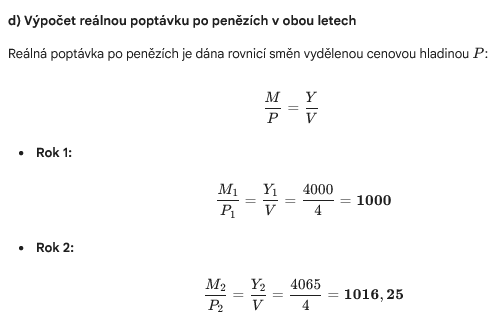 d) Výpočet reálnou poptávku po penězích v obou letech
Reálná poptávka po penězích je dána rovnicí směn vydělenou cenovou hladinou P:
M/P = Y/V
• Rok 1:
M₁/P₁ = Y₁/V = 4000/4 = 1000
• Rok 2:
M₂/P₂ = Y₂/V = 4065/4 = 1016,25